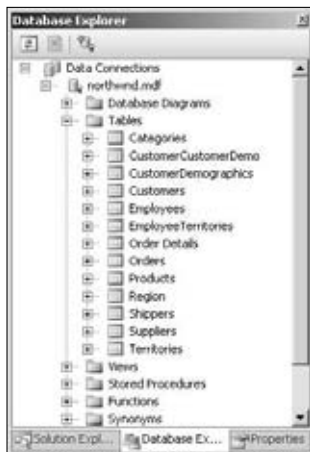 Database Explorer
Data Connections
northwnd.mdf
Database Diagrams
Tables
Categories
CustomerCustomerDemo
CustomerDemographics
Customers
Employees
EmployeeTerritories
Order Details
Orders
Products
Region
Shippers
Suppliers
Territories
Views
Stored Procedures
Functions
Synonyms
Solution Expl... Database Ex... Properties